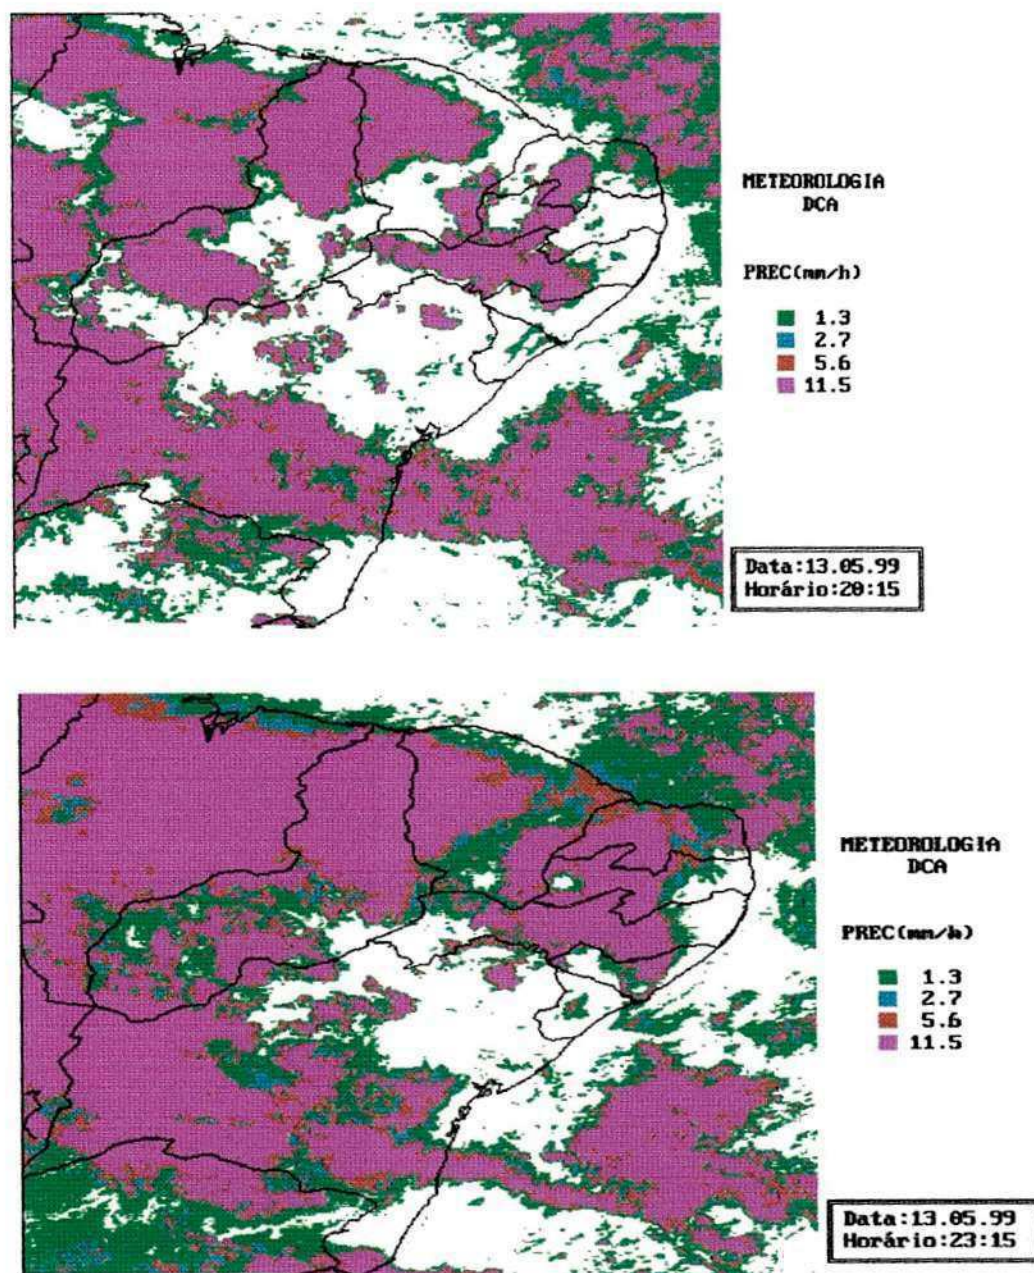 METEOROLOGIA
DCA
PREC(mm/h)
1.3
2.7
5.6
11.5
Data:13.05.99
Horário:20:15
METEOROLOGIA
DCA
PREC(mm/h)
1.3
2.7
5.6
11.5
Data:13.05.99
Horário:23:15